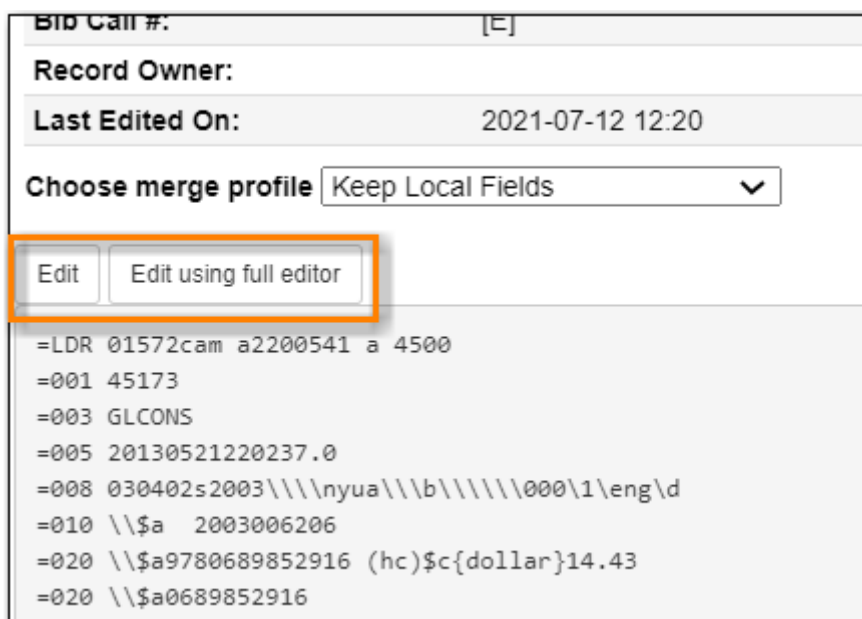 Bib Call #: [E]
Record Owner:
Last Edited On: 2021-07-12 12:20
Choose merge profile Keep Local Fields
Edit Edit using full editor
=LDR 01572cam a2200541 a 4500
=001 45173
=003 GLCONS
=005 20130521220237.0
=008 030402s2003\\\\nyua\\\b\\\\\\000\1\eng\d
=010 \\$a  2003006206
=020 \\$a9780689852916 (hc)$c{dollar}14.43
=020 \\$a0689852916